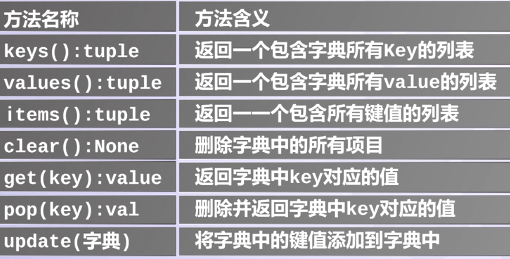 方法名称 方法含义
keys():tuple 返回一个包含字典所有Key的列表
values():tuple 返回一个包含字典所有value的列表
items():tuple 返回一一个包含所有键值的列表
clear():None 删除字典中的所有项目
get(key):value 返回字典中key对应的值
pop(key):val 删除并返回字典中key对应的值
update(字典) 将字典中的键值添加到字典中